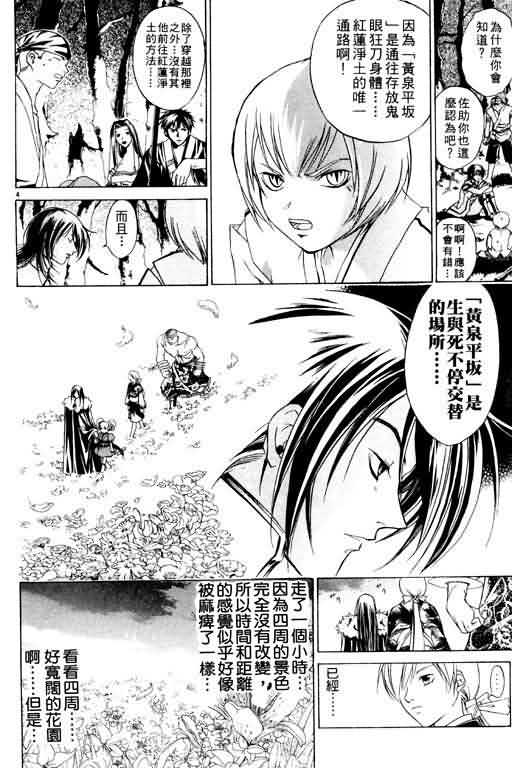 為什麼你會
知道？
佐助你也這
麼認為吧？
啊啊！應該
不會有錯…
因為「黃泉平坂
」是通往存放鬼
眼狂刀身體……
紅蓮淨土的唯一
通路啊！
除了穿越那裡
之外…沒有其
他前往紅蓮淨
土的方法…
4
而且
…
「黃泉平坂」是
生與死不停交替
的場所……
……
已經……
走了一個小時…
因為四周的景色
完全沒有改變，
所以時間和距離
的感覺似乎好像
被麻痺了一樣…
看看四周……
好寬闊的花園
啊……但是…